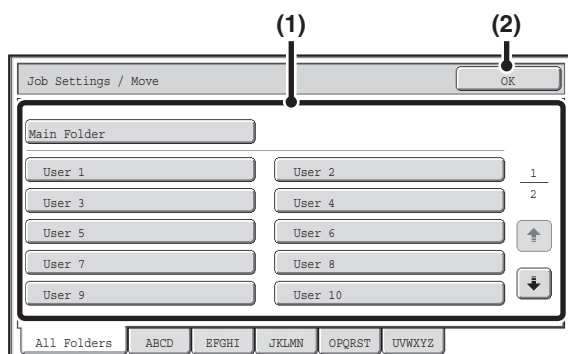 (1) (2)
Job Settings / Move OK
Main Folder
User 1 User 2 1
User 3 User 4 2
User 5 User 6
User 7 User 8
User 9 User 10
All Folders ABCD EFGHI JKLMN OPQRST UVWXYZ